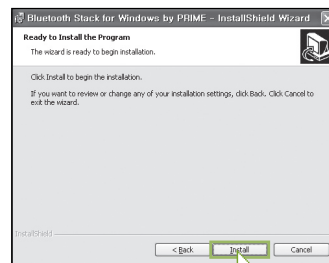 Bluetooth Stack for Windows by PRIME - InstallShield Wizard
Ready to Install the Program
The wizard is ready to begin installation.
Click Install to begin the installation.
If you want to review or change any of your installation settings, click Back. Click Cancel to
exit the wizard.
InstallShield
< Back Install Cancel